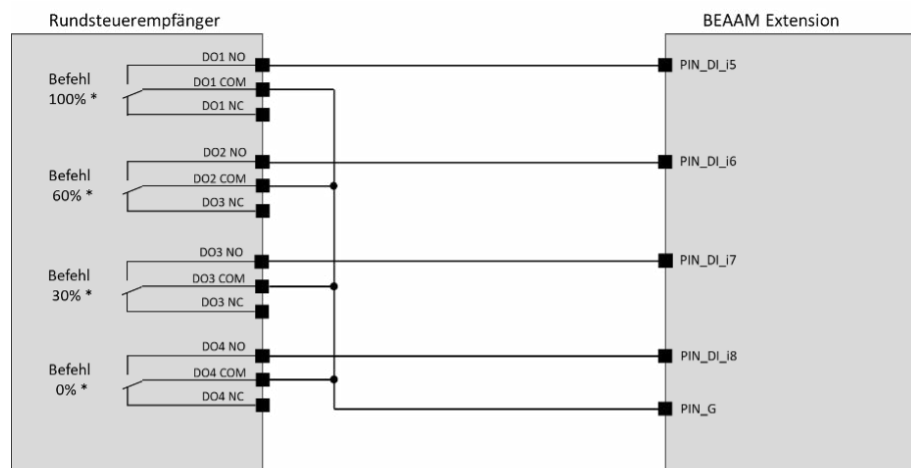 Rundsteuerempfänger
BEAAM Extension
DO1 NO
PIN_DI_i5
Befehl
100% *
DO1 COM
DO1 NC
DO2 NO
PIN_DI_i6
Befehl
60% *
DO2 COM
DO3 NC
DO3 NO
PIN_DI_i7
Befehl
30% *
DO3 COM
DO3 NC
DO4 NO
PIN_DI_i8
Befehl
0% *
DO4 COM
DO4 NC
PIN_G